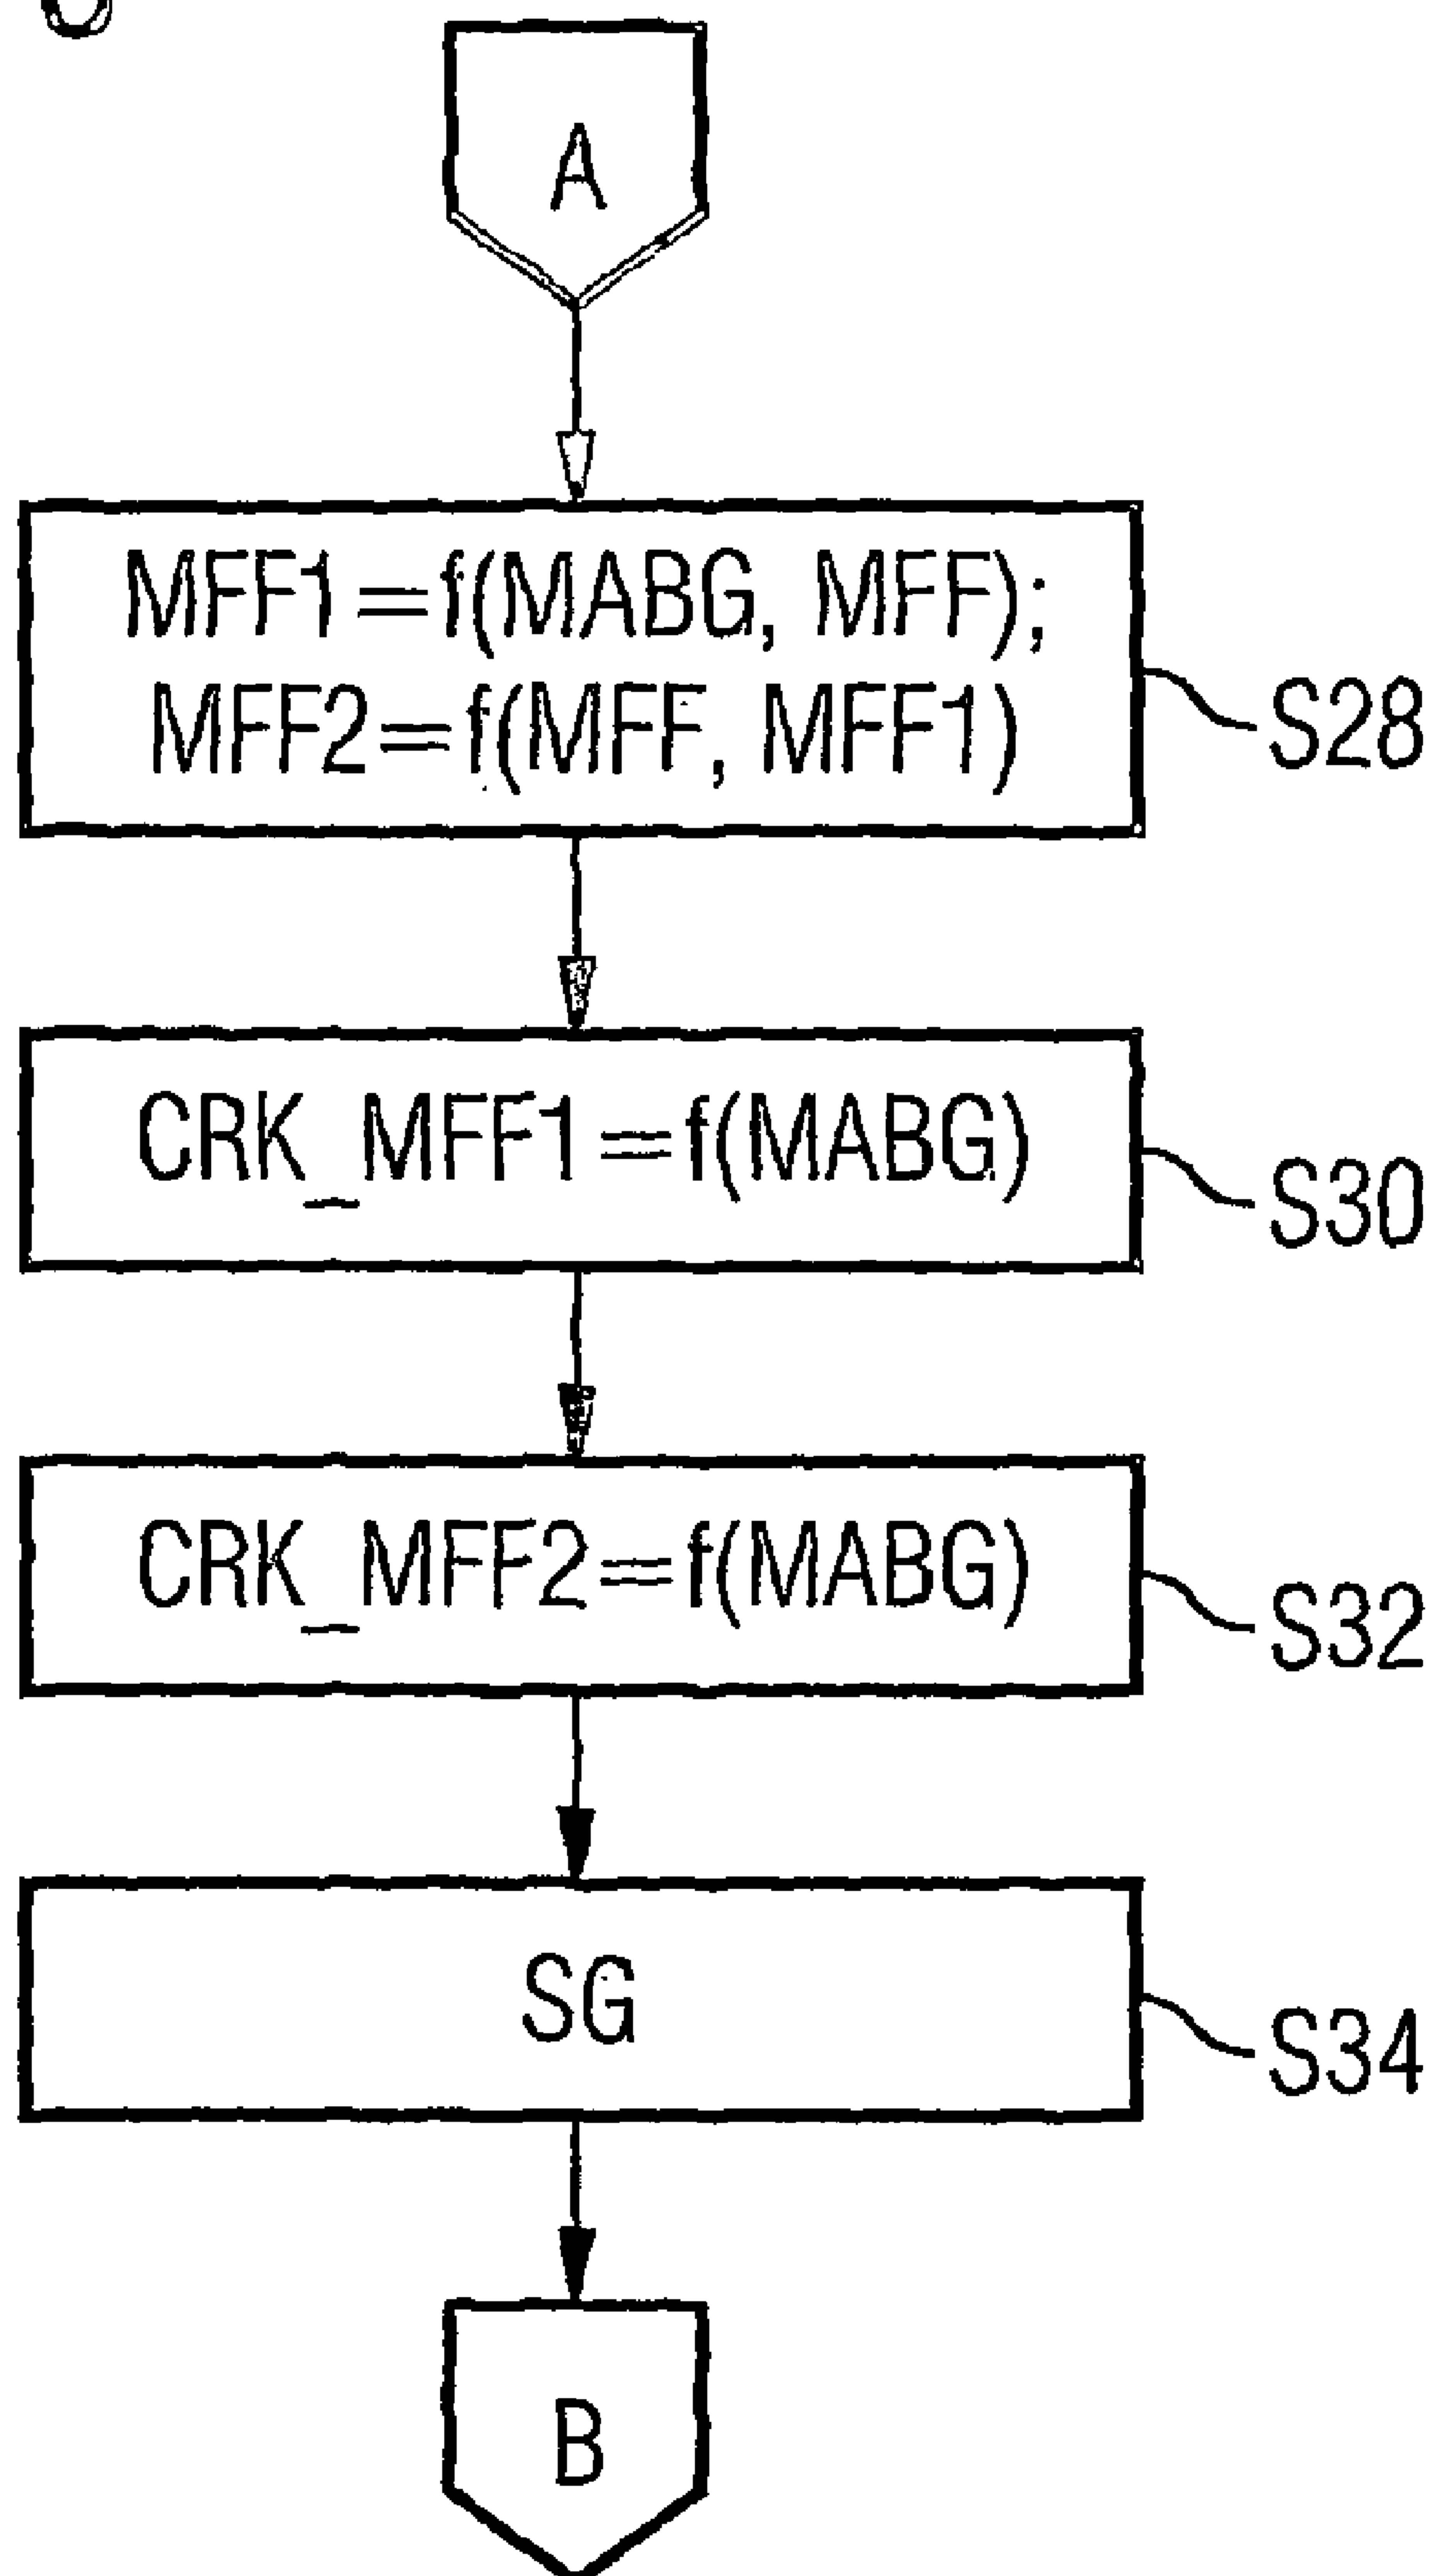 A
MFF1=f(MABG, MFF);
MFF2=f(MFF, MFF1)
S28
CRK_MFF1=f(MABG)
S30
CRK_MFF2=f(MABG)
S32
SG
S34
B